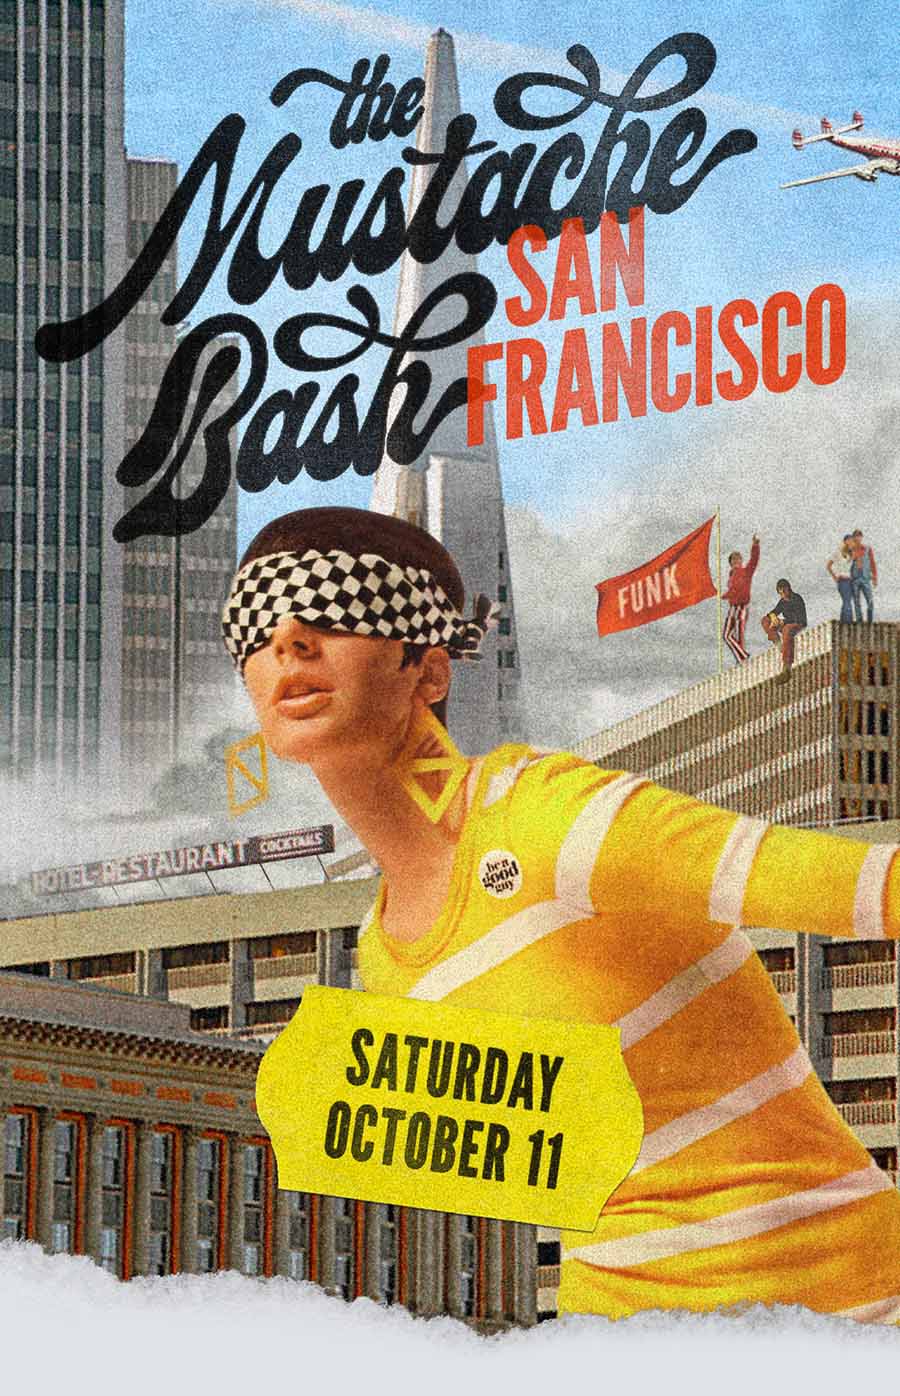 the
Mustache
Bash
SAN
FRANCISCO
FUNK
HOTEL-RESTAURANT COCKTAILS
be a
good
guy
SATURDAY
OCTOBER 11